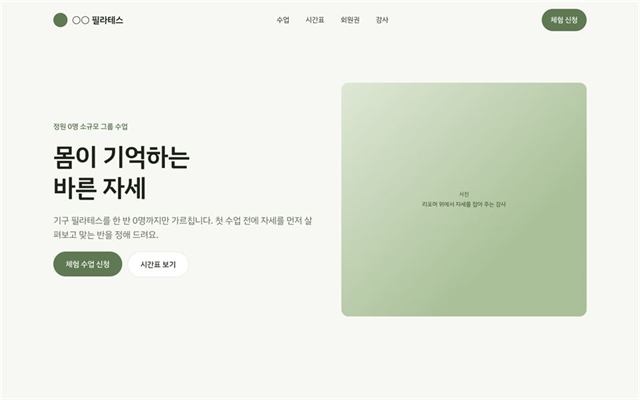 ○○ 필라테스
수업
시간표
회원권
강사
체험 신청
정원 0명 소규모 그룹 수업
몸이 기억하는
바른 자세
기구 필라테스를 한 반 0명까지만 가르칩니다. 첫 수업 전에 자세를 먼저 살
펴보고 맞는 반을 정해 드려요.
체험 수업 신청
시간표 보기
사진
리포머 위에서 자세를 잡아 주는 강사